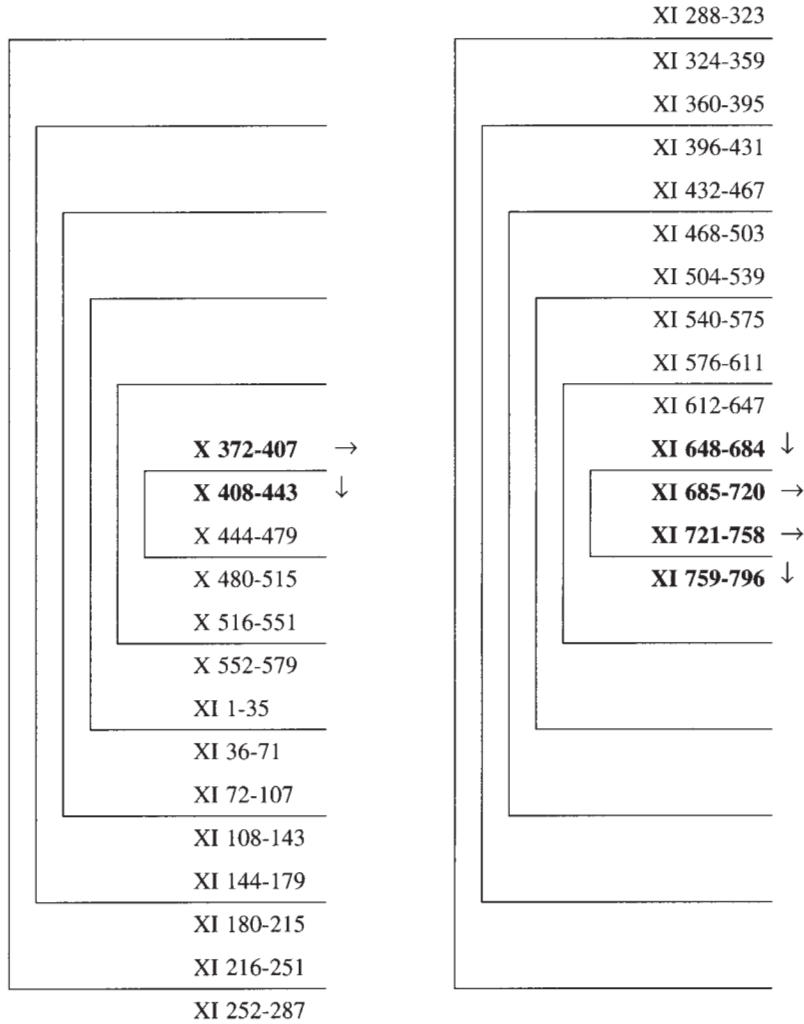 X 372-407 →
X 408-443 ↓
X 444-479
X 480-515
X 516-551
X 552-579
XI 1-35
XI 36-71
XI 72-107
XI 108-143
XI 144-179
XI 180-215
XI 216-251
XI 252-287
XI 288-323
XI 324-359
XI 360-395
XI 396-431
XI 432-467
XI 468-503
XI 504-539
XI 540-575
XI 576-611
XI 612-647
XI 648-684 ↓
XI 685-720 →
XI 721-758 →
XI 759-796 ↓